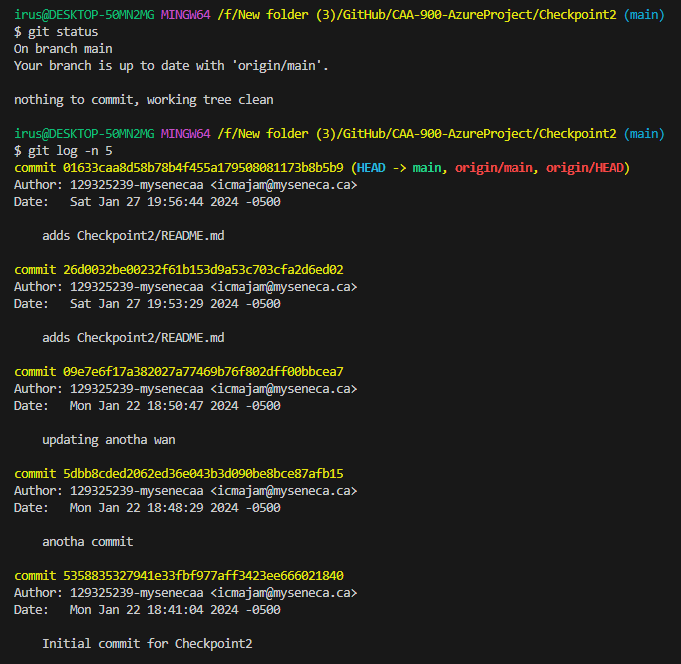 irus@DESKTOP-50MN2MG MINGW64 /f/New folder (3)/GitHub/CAA-900-AzureProject/Checkpoint2 (main)
$ git status
On branch main
Your branch is up to date with 'origin/main'.
nothing to commit, working tree clean
irus@DESKTOP-50MN2MG MINGW64 /f/New folder (3)/GitHub/CAA-900-AzureProject/Checkpoint2 (main)
$ git log -n 5
commit 01633caa8d58b78b4f455a179508081173b8b5b9 (HEAD -> main, origin/main, origin/HEAD)
Author: 129325239-mysenecaa <icmajam@myseneca.ca>
Date:   Sat Jan 27 19:56:44 2024 -0500
adds Checkpoint2/README.md
commit 26d0032be00232f61b153d9a53c703cfa2d6ed02
Author: 129325239-mysenecaa <icmajam@myseneca.ca>
Date:   Sat Jan 27 19:53:29 2024 -0500
adds Checkpoint2/README.md
commit 09e7e6f17a382027a77469b76f802dff00bbcea7
Author: 129325239-mysenecaa <icmajam@myseneca.ca>
Date:   Mon Jan 22 18:50:47 2024 -0500
updating anotha wan
commit 5dbb8cded2062ed36e043b3d090be8bce87afb15
Author: 129325239-mysenecaa <icmajam@myseneca.ca>
Date:   Mon Jan 22 18:48:29 2024 -0500
anotha commit
commit 5358835327941e33fbf977aff3423ee666021840
Author: 129325239-mysenecaa <icmajam@myseneca.ca>
Date:   Mon Jan 22 18:41:04 2024 -0500
Initial commit for Checkpoint2